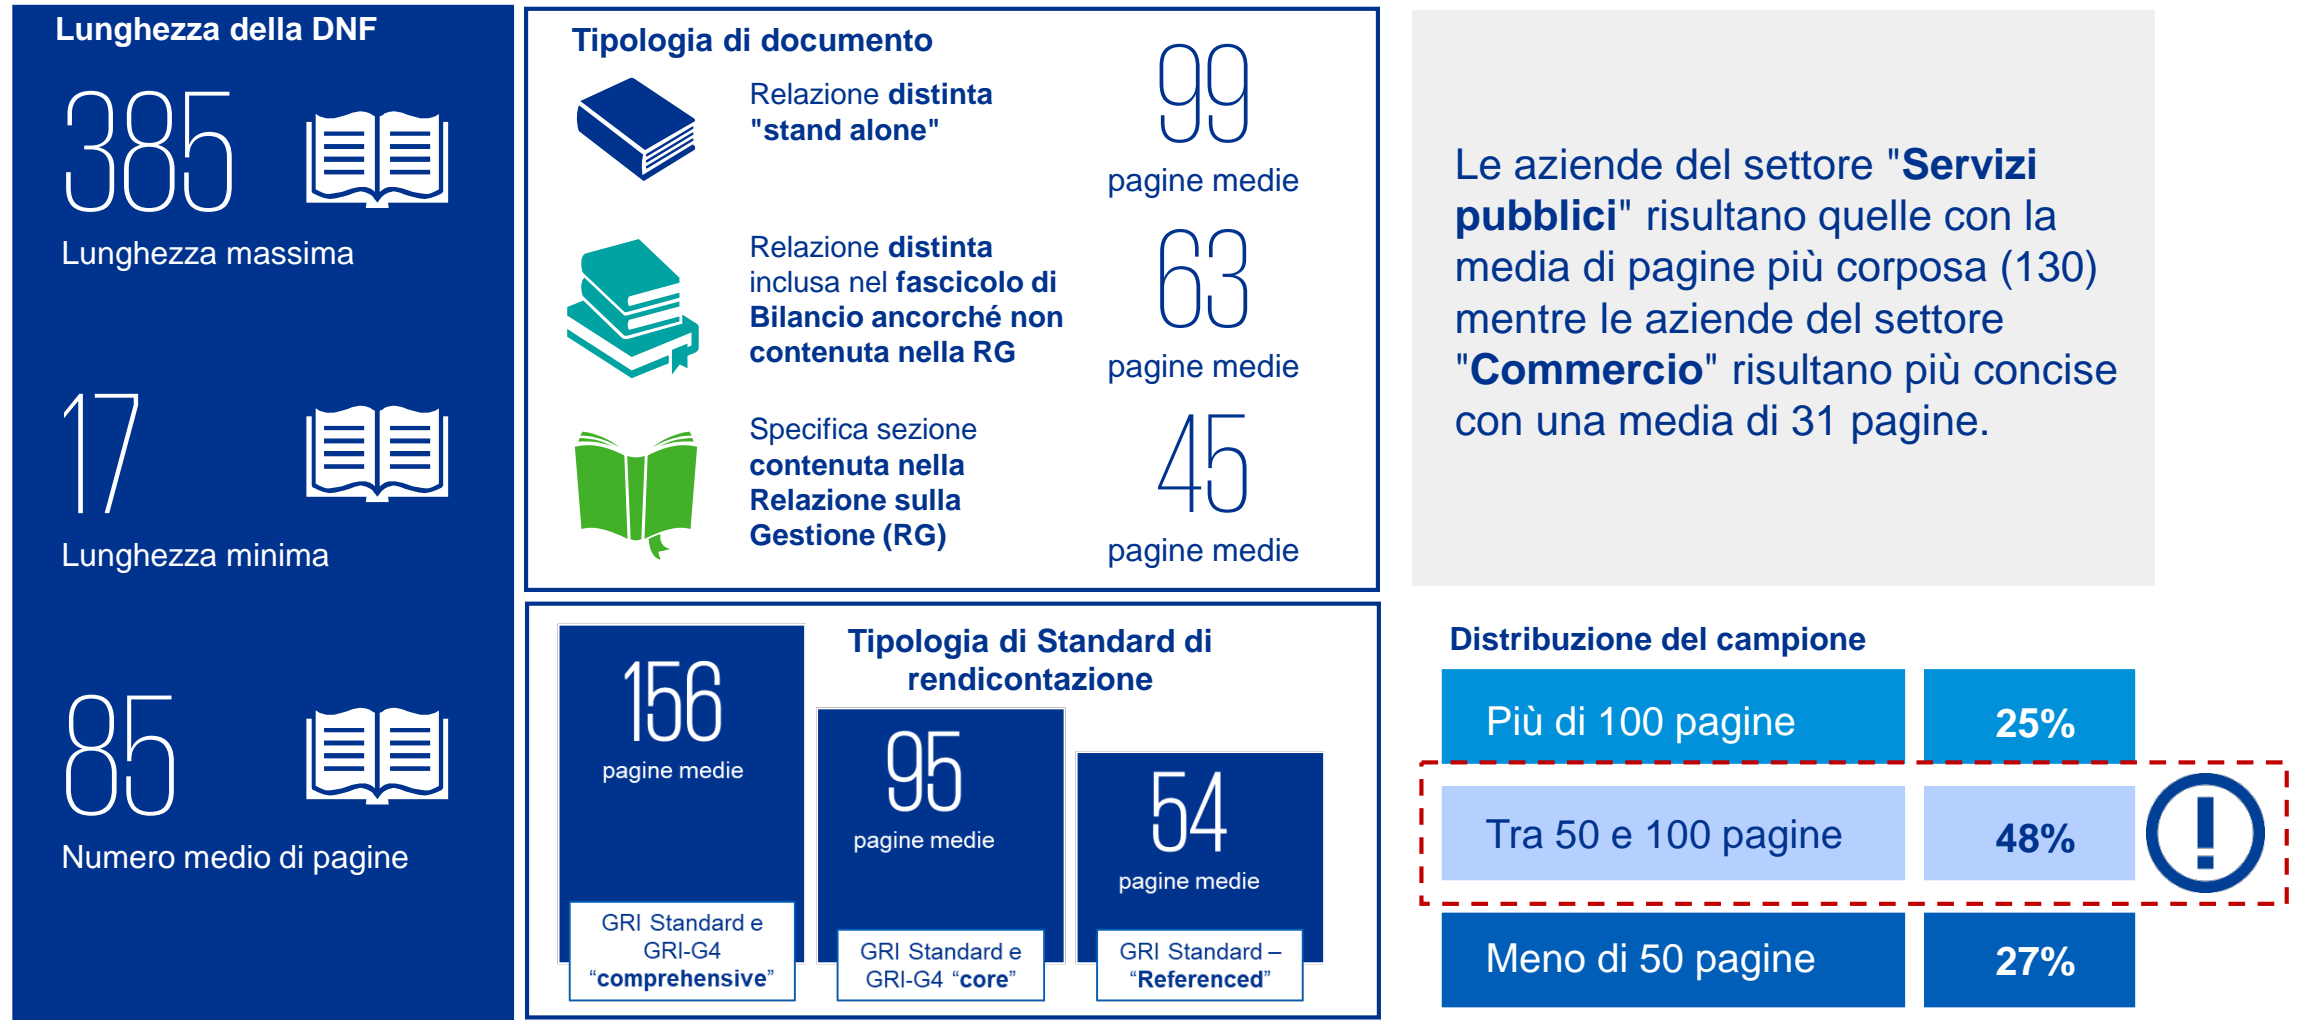 Lunghezza della DNF
385
Lunghezza massima
17
Lunghezza minima
85
Numero medio di pagine
Tipologia di documento
Relazione distinta
"stand alone"
99
pagine medie
Relazione distinta
inclusa nel fascicolo di
Bilancio ancorché non
contenuta nella RG
63
pagine medie
Specifica sezione
contenuta nella
Relazione sulla
Gestione (RG)
45
pagine medie
Tipologia di Standard di
rendicontazione
156
pagine medie
GRI Standard e
GRI-G4
“comprehensive”
95
pagine medie
GRI Standard e
GRI-G4 “core”
54
pagine medie
GRI Standard –
“Referenced”
Le aziende del settore "Servizi
pubblici" risultano quelle con la
media di pagine più corposa (130)
mentre le aziende del settore
"Commercio" risultano più concise
con una media di 31 pagine.
Distribuzione del campione
Più di 100 pagine 25%
Tra 50 e 100 pagine 48%
Meno di 50 pagine 27%